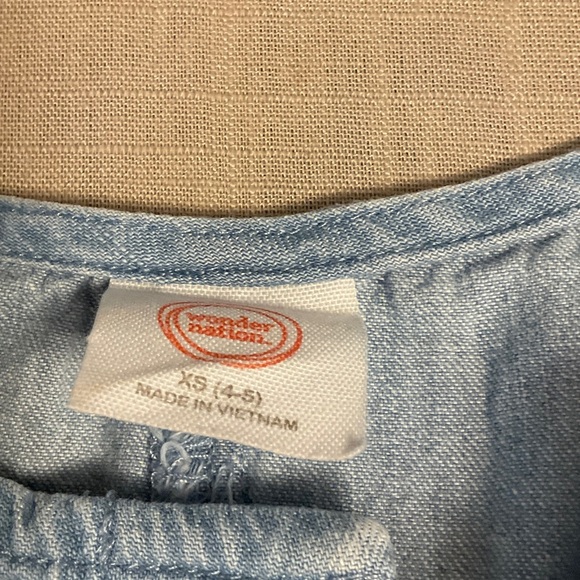 wonder
nation.
XS (4-5)
MADE IN VIETNAM